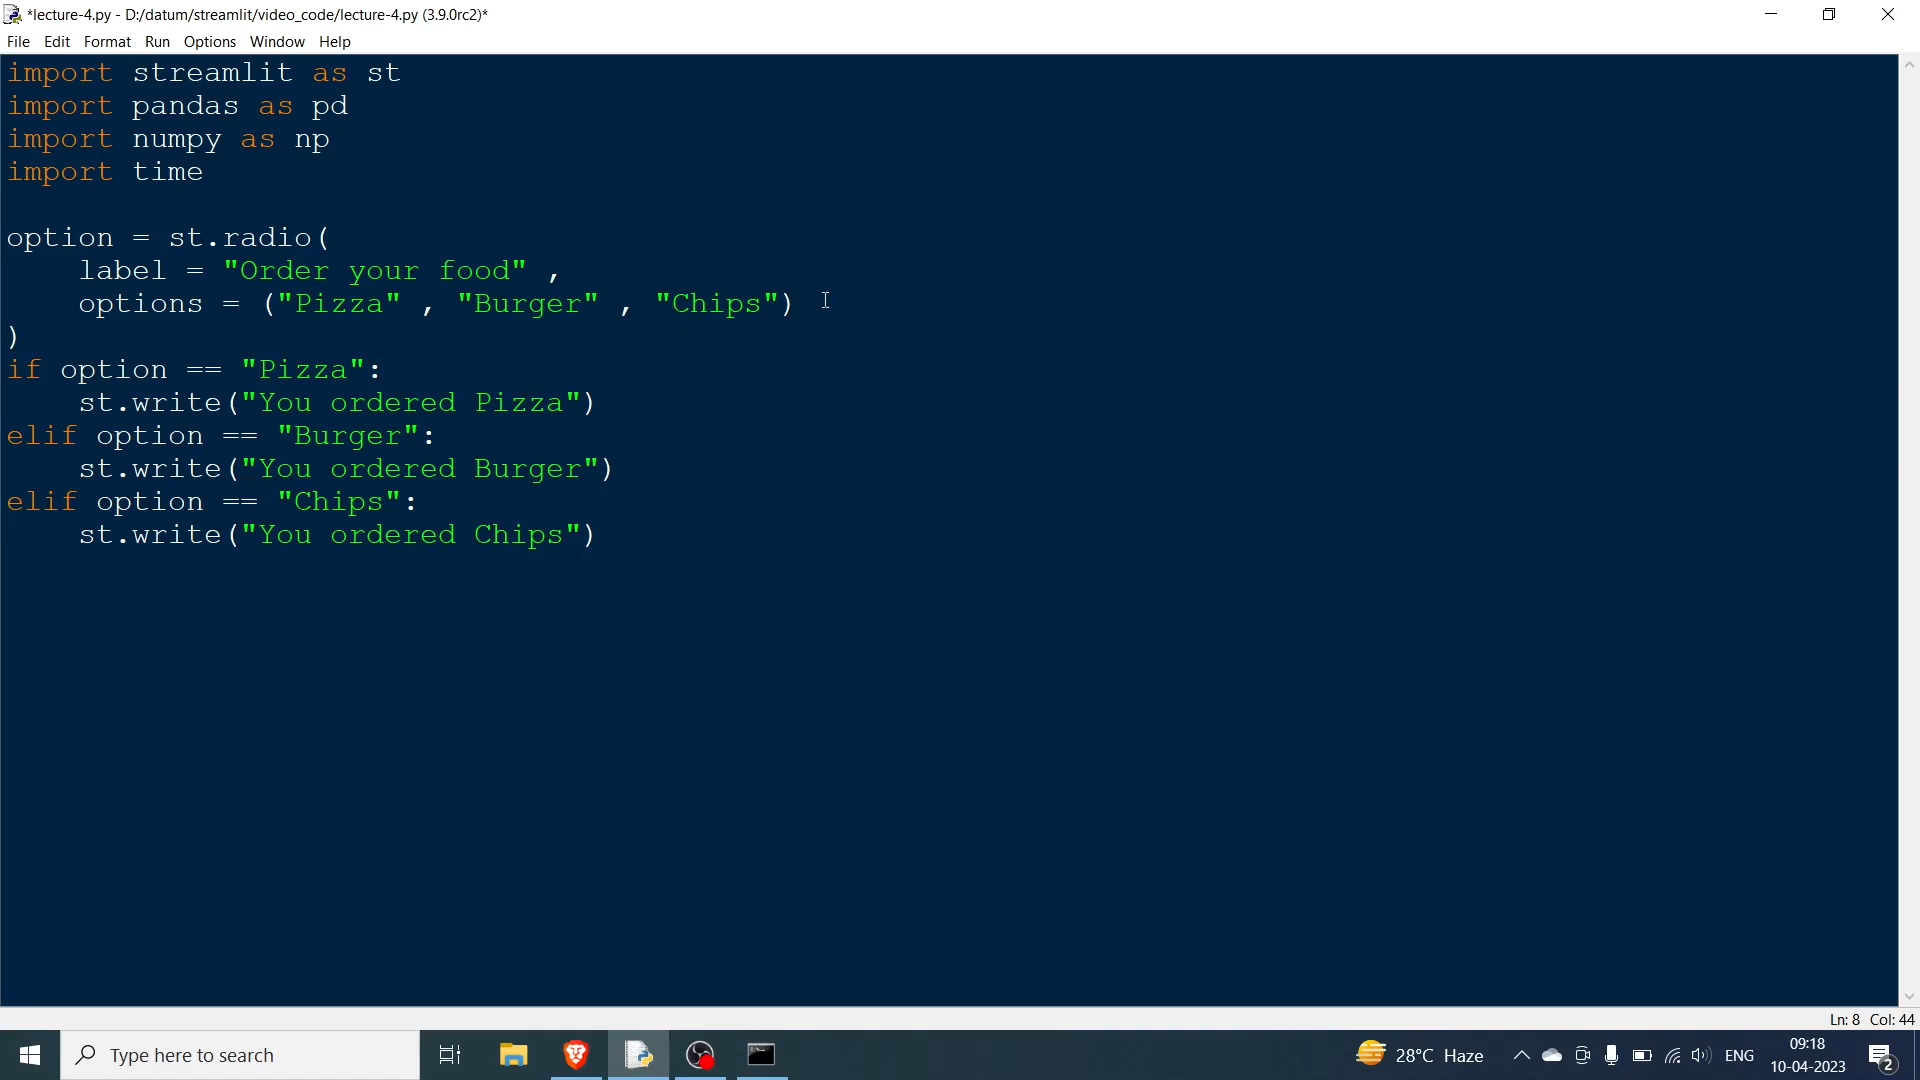 *lecture-4.py - D:/datum/streamlit/video_code/lecture-4.py (3.9.0rc2)*
File Edit Format Run Options Window Help
import streamlit as st
import pandas as pd
import numpy as np
import time
option = st.radio(
    label = "Order your food" ,
    options = ("Pizza" , "Burger" , "Chips")
)
if option == "Pizza":
    st.write("You ordered Pizza")
elif option == "Burger":
    st.write("You ordered Burger")
elif option == "Chips":
    st.write("You ordered Chips")
Ln: 8 Col: 44
Type here to search
28°C Haze
ENG
09:18
10-04-2023
2